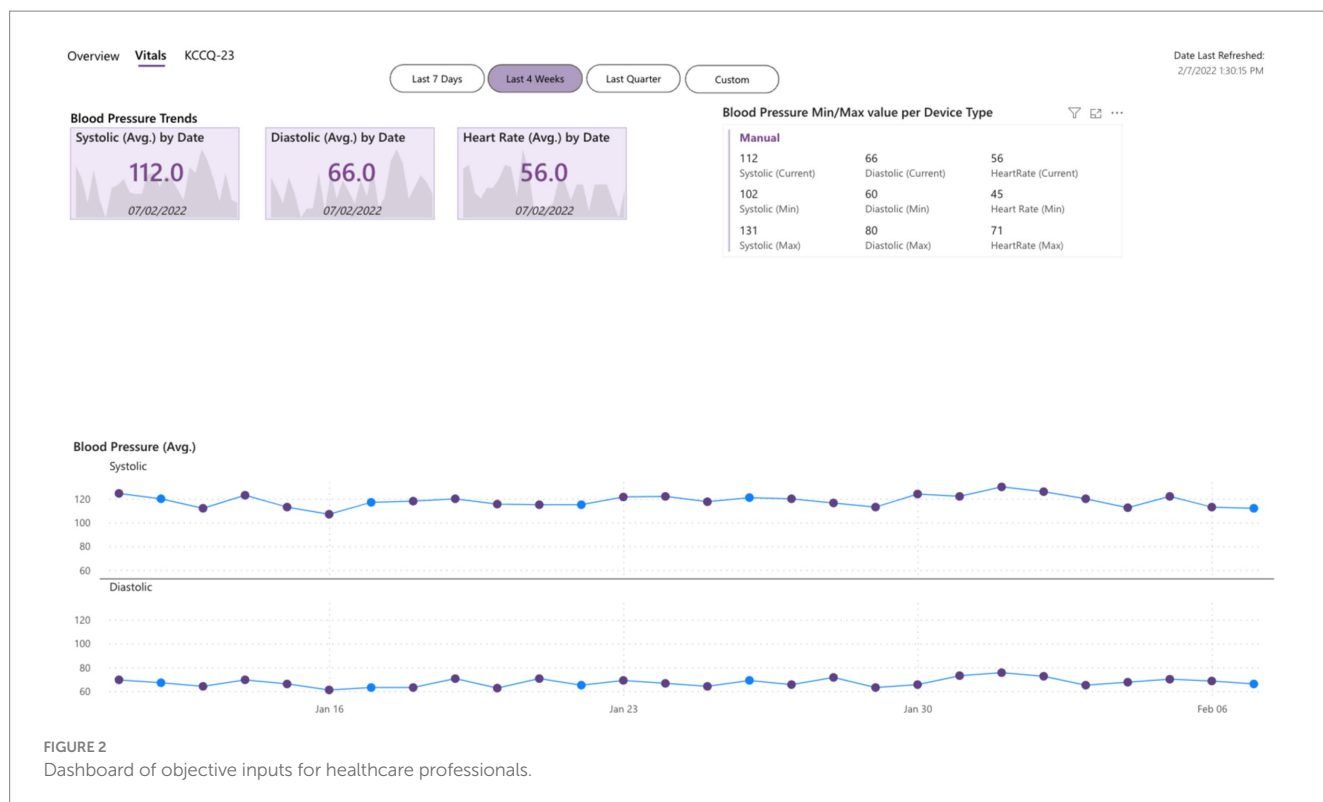 Overview Vitals KCCQ-23
Date Last Refreshed:
2/7/2022 1:30:15 PM
Last 7 Days Last 4 Weeks Last Quarter Custom
Blood Pressure Trends
Systolic (Avg.) by Date
112.0
07/02/2022
Diastolic (Avg.) by Date
66.0
07/02/2022
Heart Rate (Avg.) by Date
56.0
07/02/2022
Blood Pressure Min/Max value per Device Type
Manual
112 66 56
Systolic (Current) Diastolic (Current) HeartRate (Current)
102 60 45
Systolic (Min) Diastolic (Min) Heart Rate (Min)
131 80 71
Systolic (Max) Diastolic (Max) HeartRate (Max)
Blood Pressure (Avg.)
Systolic
120
100
80
60
Diastolic
120
100
80
60
Jan 16 Jan 23 Jan 30 Feb 06
FIGURE 2
Dashboard of objective inputs for healthcare professionals.